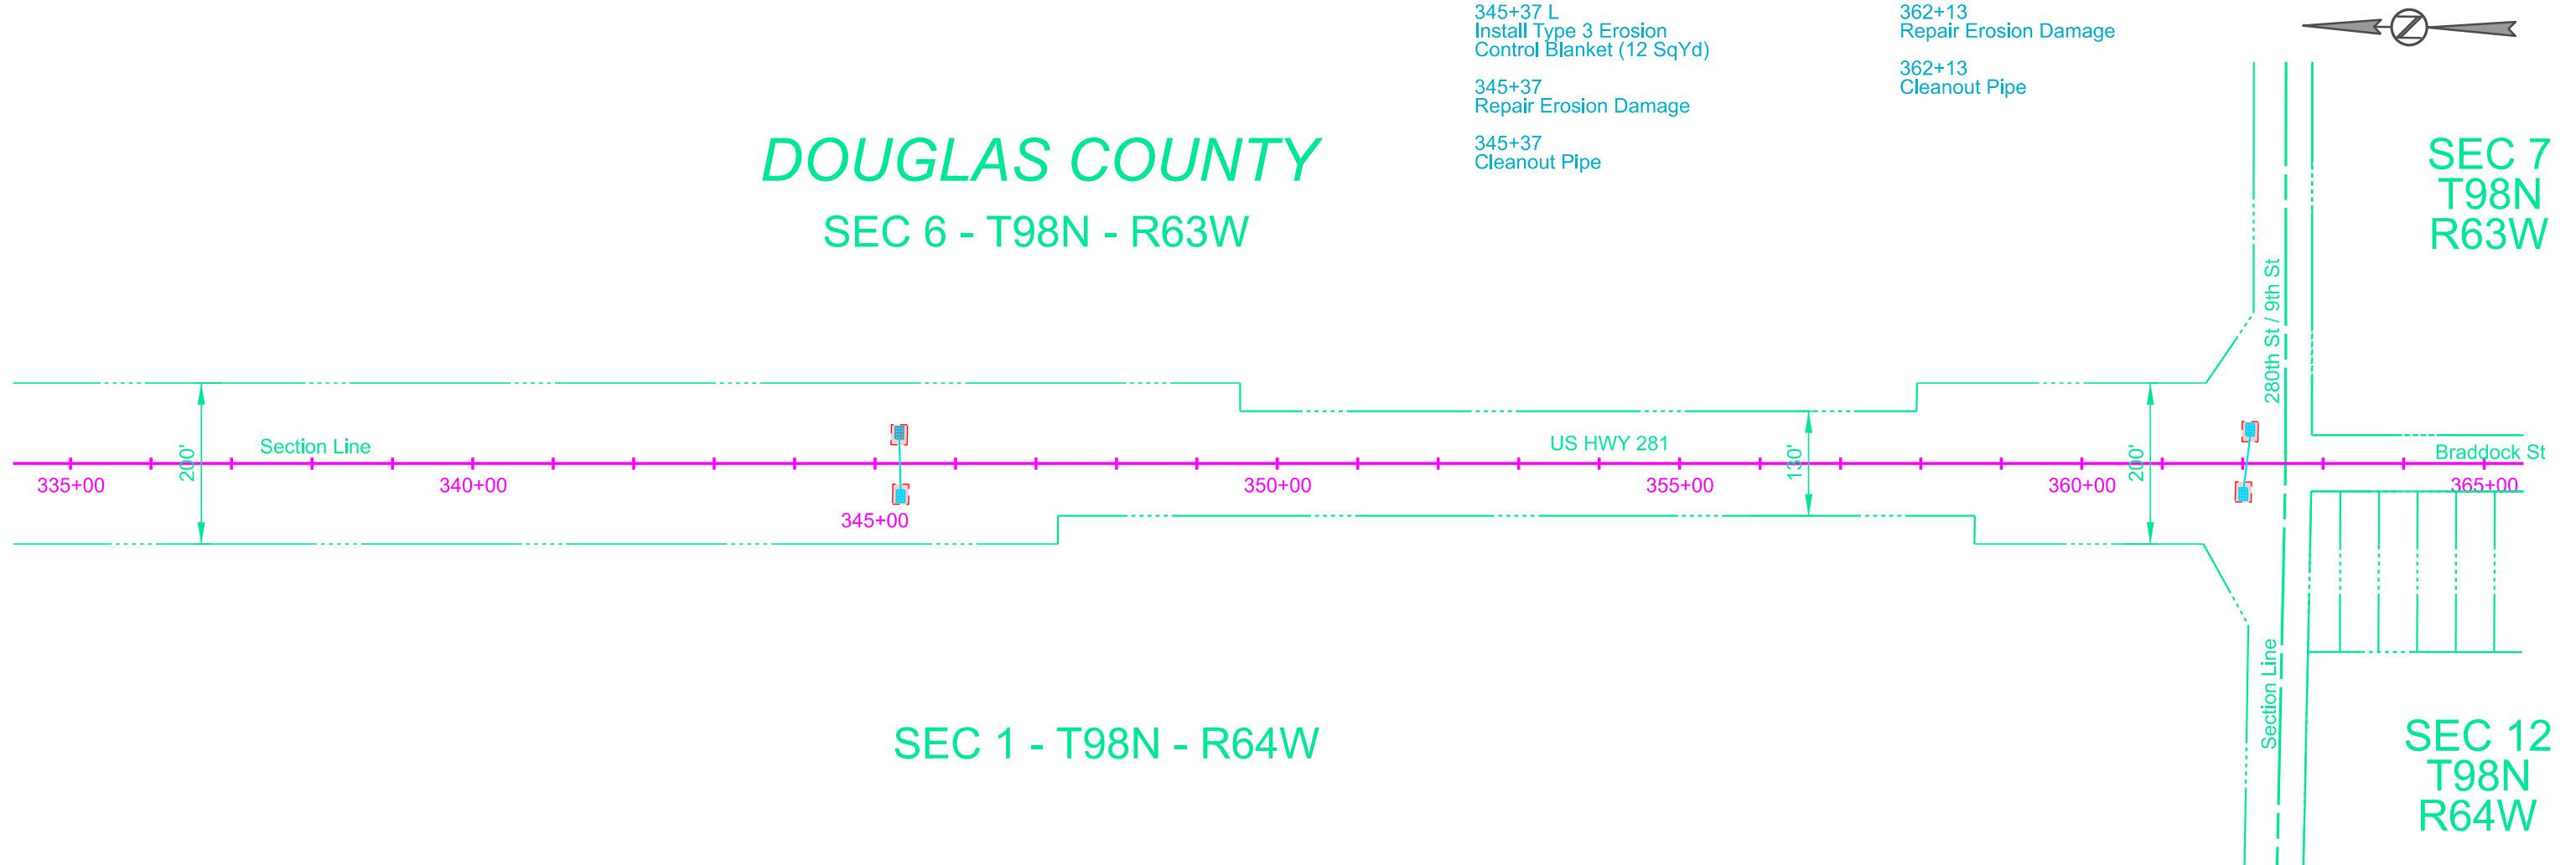 345+37 L
Install Type 3 Erosion
Control Blanket (12 SqYd)
345+37
Repair Erosion Damage
345+37
Cleanout Pipe
362+13
Repair Erosion Damage
362+13
Cleanout Pipe
DOUGLAS COUNTY
SEC 6 - T98N - R63W
SEC 7
T98N
R63W
280th St / 9th St
200'
Section Line
US HWY 281
130'
200'
Braddock St
335+00
340+00
345+00
350+00
355+00
360+00
365+00
Section Line
SEC 1 - T98N - R64W
SEC 12
T98N
R64W